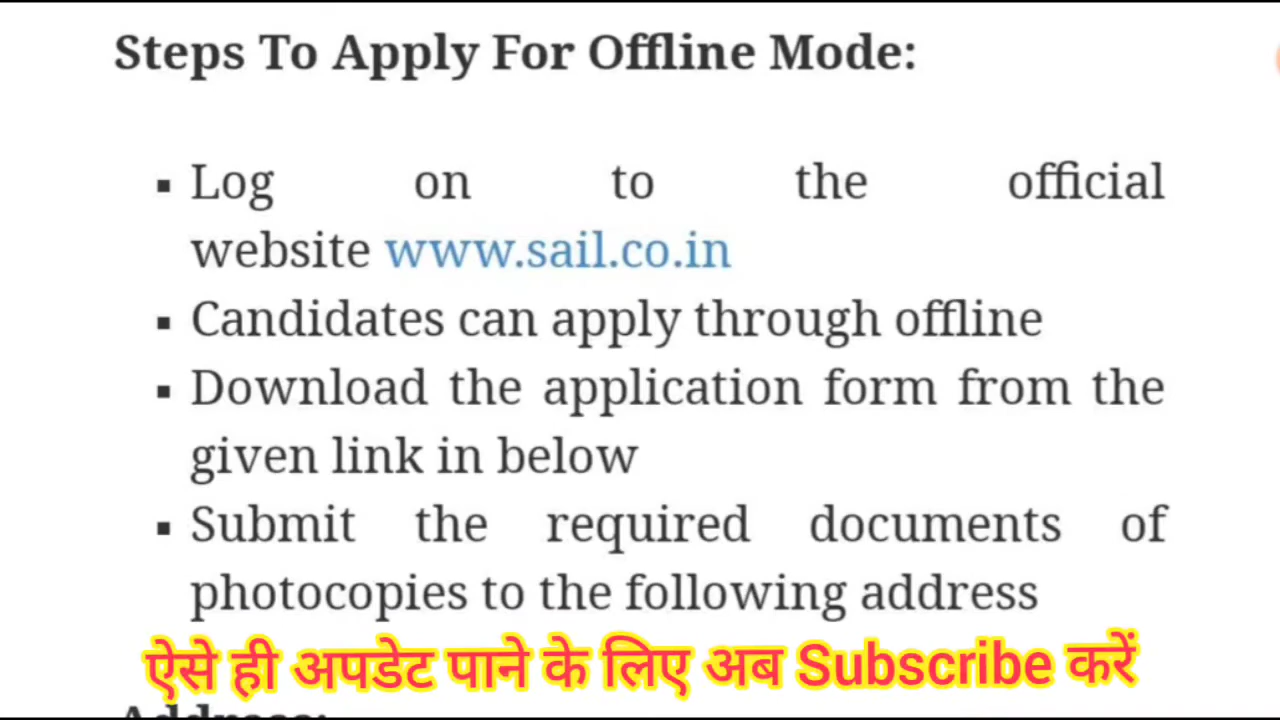 Steps To Apply For Offline Mode:
▪ Log on to the official
website www.sail.co.in
▪ Candidates can apply through offline
▪ Download the application form from the
given link in below
▪ Submit the required documents of
photocopies to the following address
ऐसे ही अपडेट पाने के लिए अब Subscribe करें
Address: